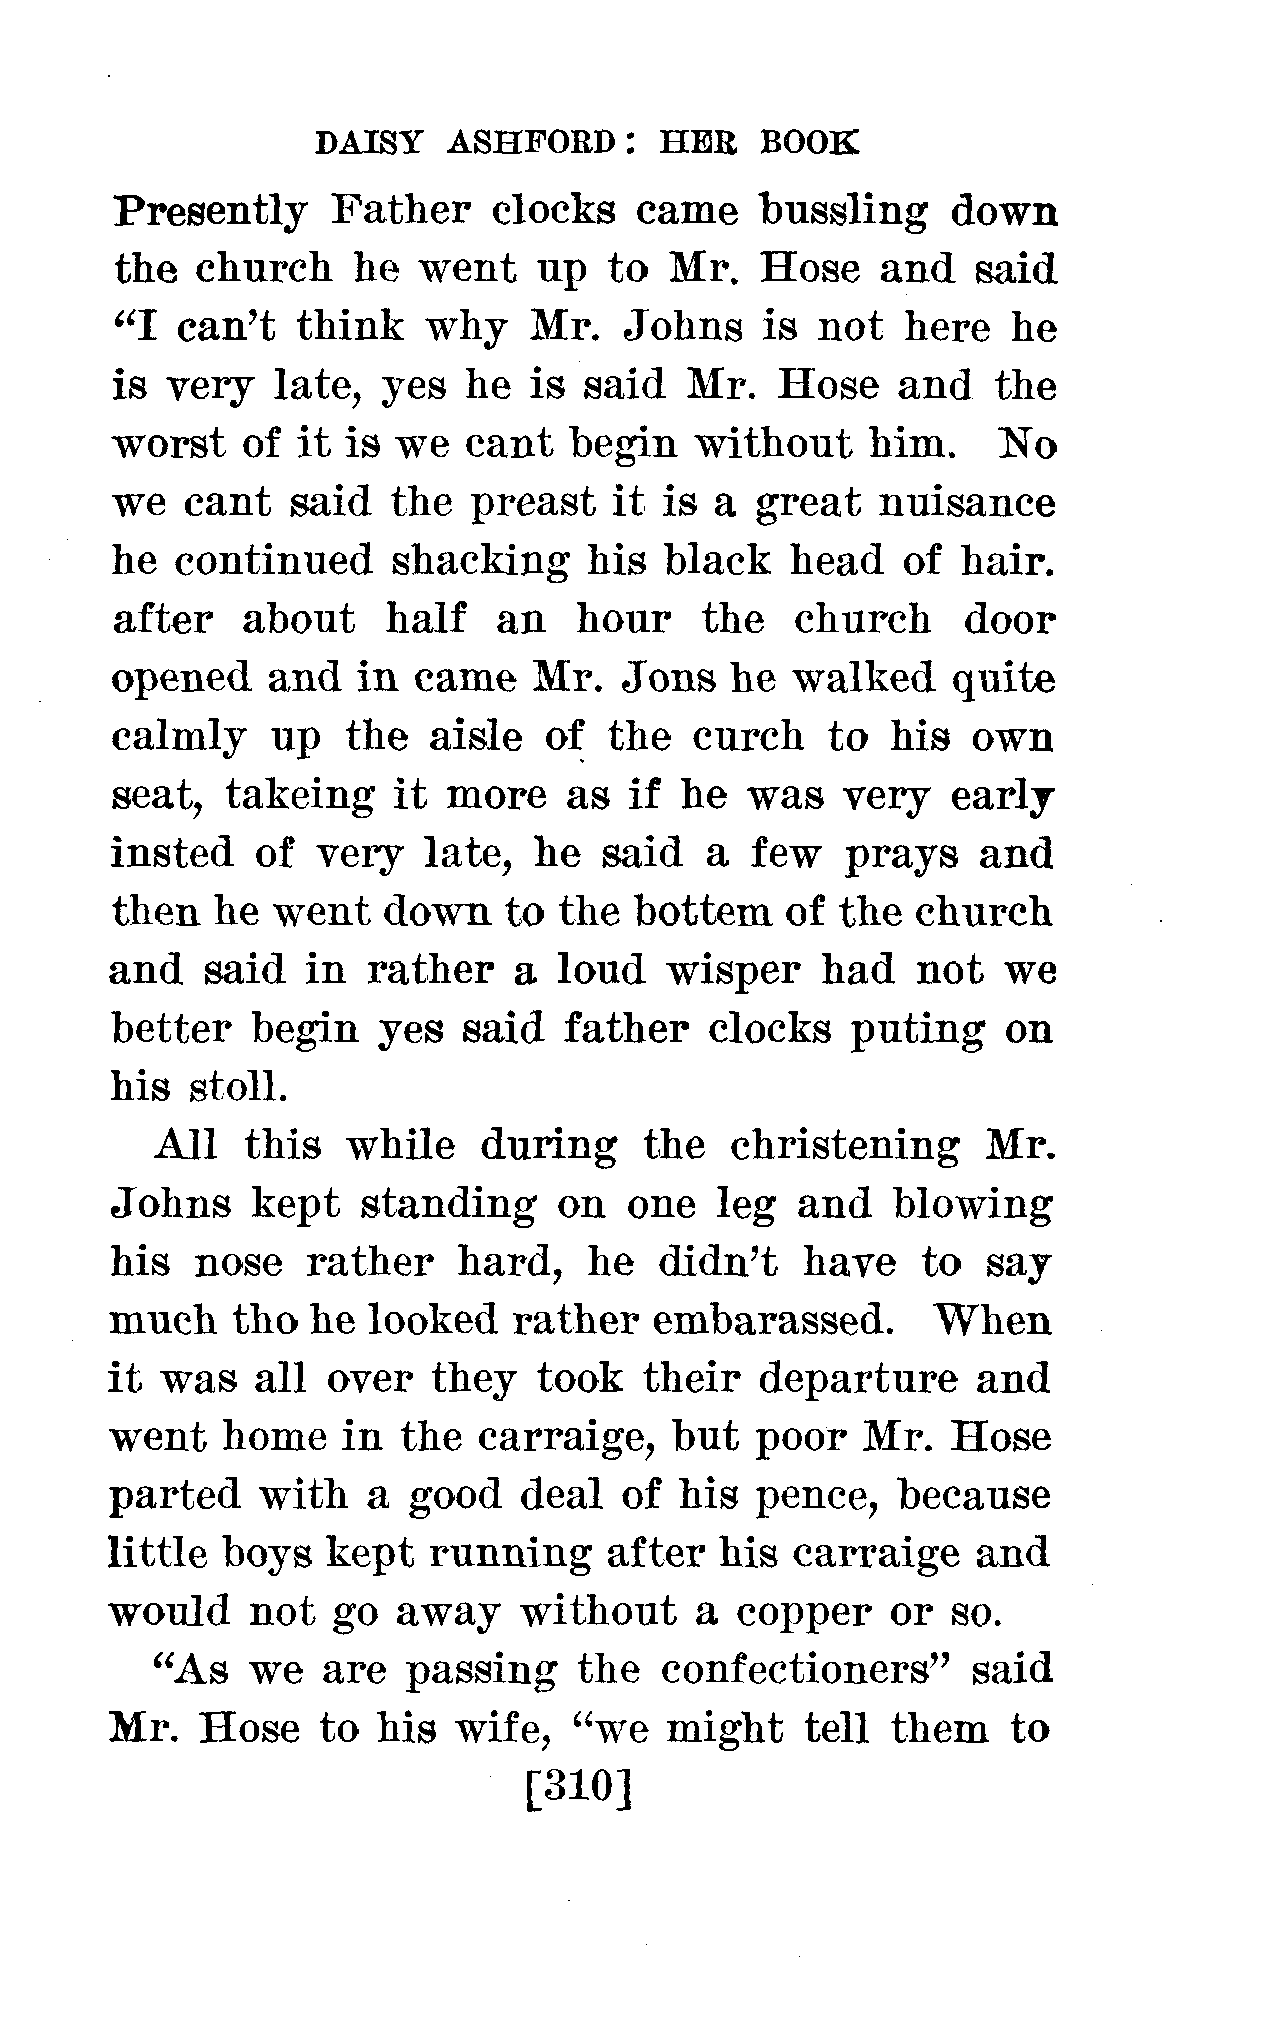 DAISY ASHFORD: HER BOOK
Presently Father clocks came bussling down
the church he went up to Mr. Hose and said
“I can’t think why Mr. Johns is not here he
is very late, yes he is said Mr. Hose and the
worst of it is we cant begin without him. No
we cant said the preast it is a great nuisance
he continued shacking his black head of hair.
after about half an hour the church door
opened and in came Mr. Jons he walked quite
calmly up the aisle of the curch to his own
seat, takeing it more as if he was very early
insted of very late, he said a few prays and
then he went down to the bottem of the church
and said in rather a loud wisper had not we
better begin yes said father clocks puting on
his stoll.
All this while during the christening Mr.
Johns kept standing on one leg and blowing
his nose rather hard, he didn’t have to say
much tho he looked rather embarassed. When
it was all over they took their departure and
went home in the carraige, but poor Mr. Hose
parted with a good deal of his pence, because
little boys kept running after his carraige and
would not go away without a copper or so.
“As we are passing the confectioners” said
Mr. Hose to his wife, “we might tell them to
[310]